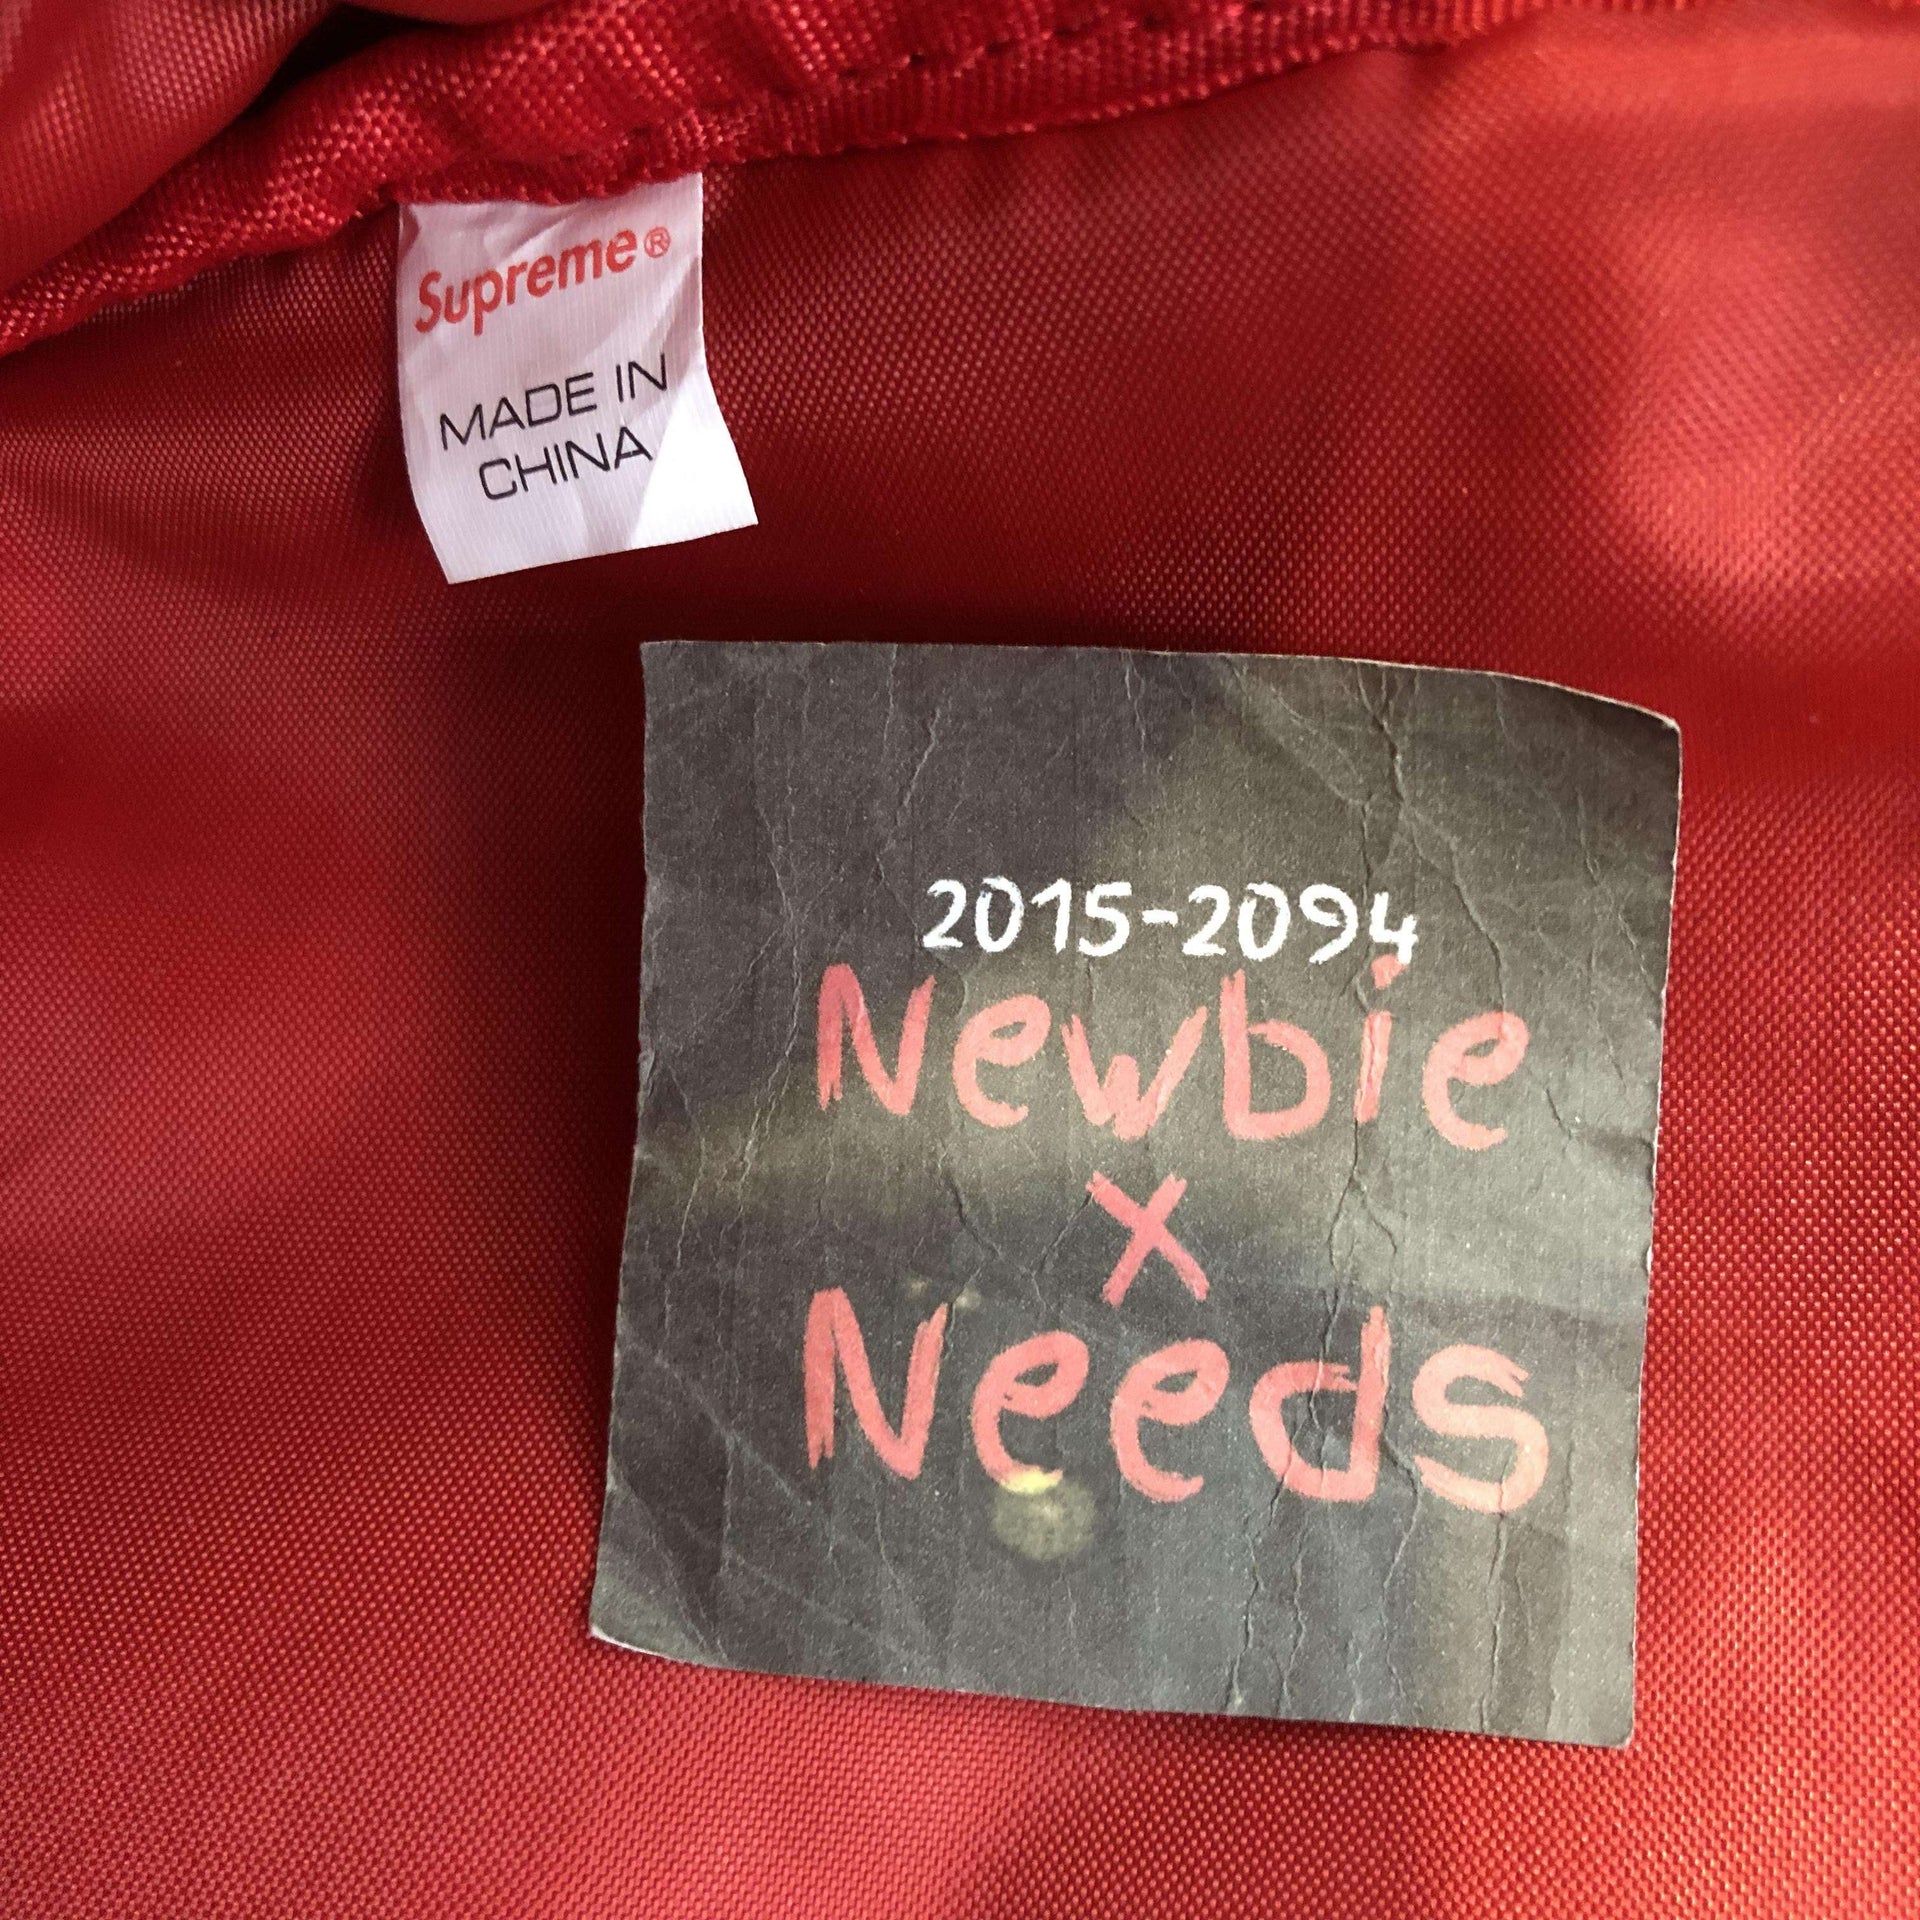 Supreme®
MADE IN
CHINA
2015-2094
Newbie
x
Needs